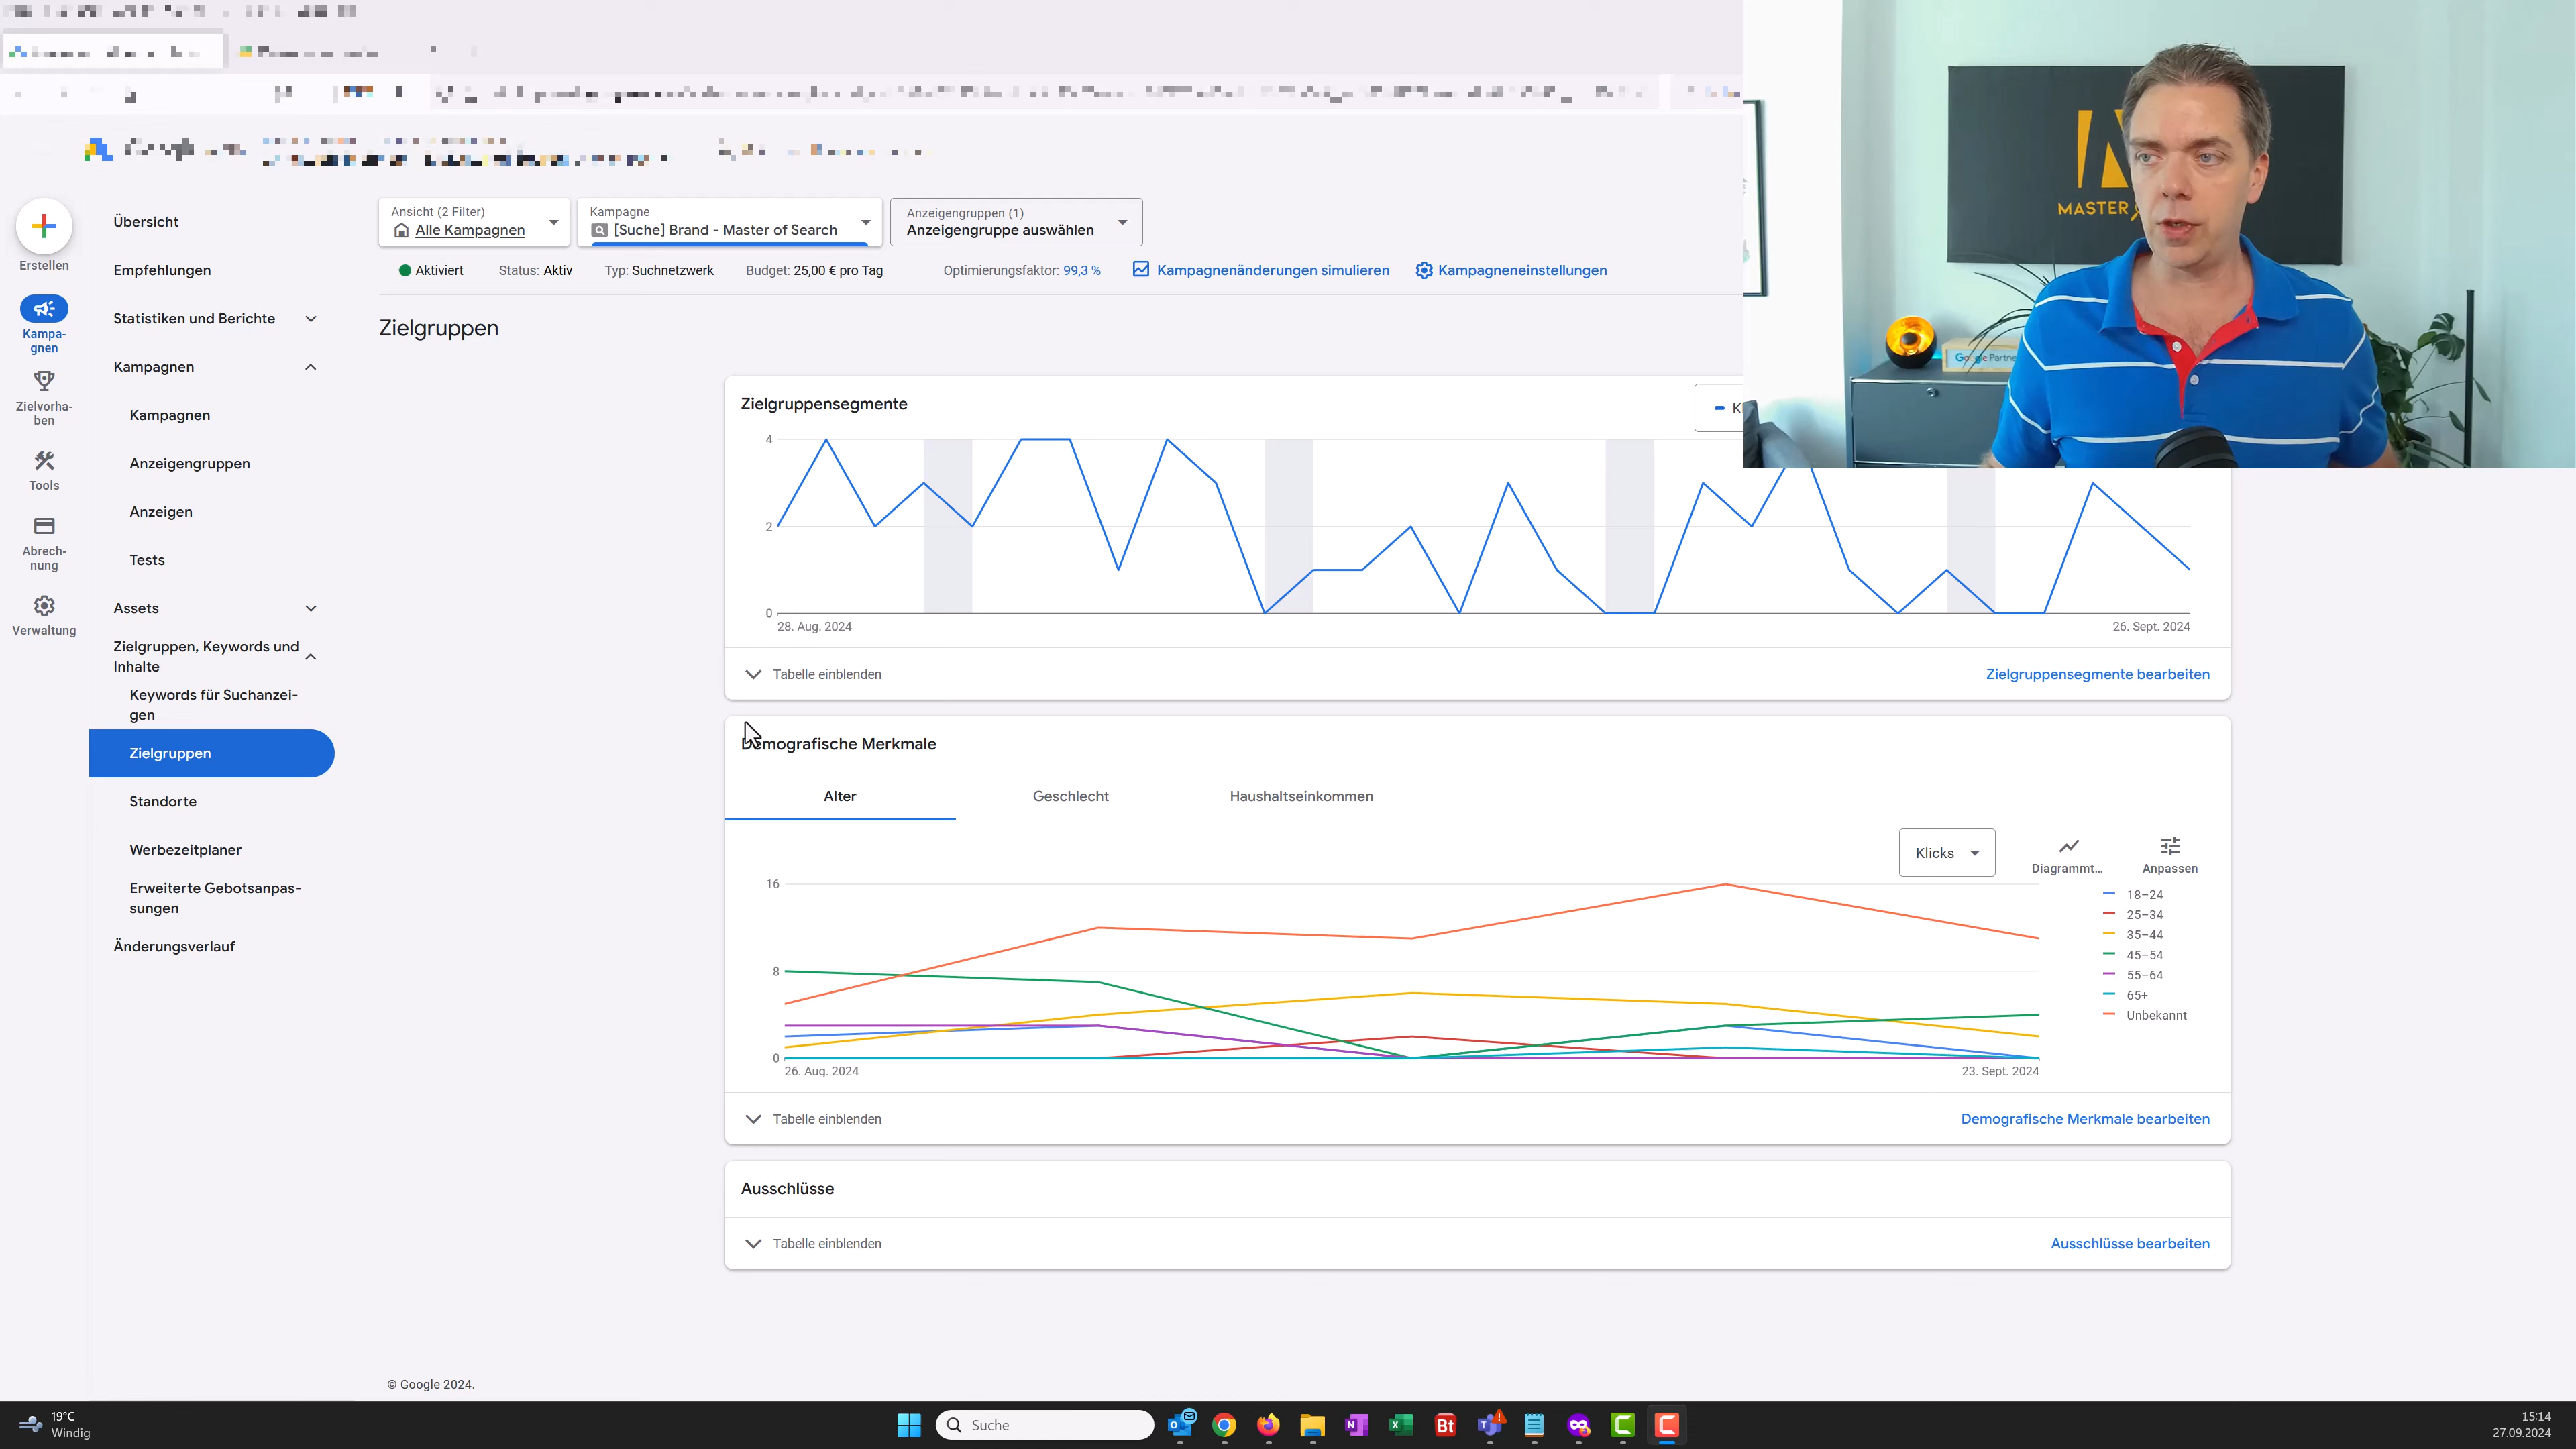 MASTER
Google Partne
Ansicht (2 Filter)
Alle Kampagnen
Kampagne
[Suche] Brand - Master of Search
Anzeigengruppen (1)
Anzeigengruppe auswählen
Aktiviert
Status: Aktiv
Typ: Suchnetzwerk
Budget: 25,00 € pro Tag
Optimierungsfaktor: 99,3 %
Kampagnenänderungen simulieren
Kampagneneinstellungen
Erstellen
Kampa-
gnen
Zielvorha-
ben
Tools
Abrech-
nung
Verwaltung
Übersicht
Empfehlungen
Statistiken und Berichte
Kampagnen
Kampagnen
Anzeigengruppen
Anzeigen
Tests
Assets
Zielgruppen, Keywords und
Inhalte
Keywords für Suchanzei-
gen
Zielgruppen
Standorte
Werbezeitplaner
Erweiterte Gebotsanpas-
sungen
Änderungsverlauf
Zielgruppen
Zielgruppensegmente
Kl
4
2
0
28. Aug. 2024
26. Sept. 2024
Tabelle einblenden
Zielgruppensegmente bearbeiten
Demografische Merkmale
Alter
Geschlecht
Haushaltseinkommen
Klicks
Diagrammt...
Anpassen
16
8
0
18–24
25–34
35–44
45–54
55–64
65+
Unbekannt
26. Aug. 2024
23. Sept. 2024
Tabelle einblenden
Demografische Merkmale bearbeiten
Ausschlüsse
Tabelle einblenden
Ausschlüsse bearbeiten
© Google 2024.
19°C
Windig
Suche
Bt
15:14
27.09.2024